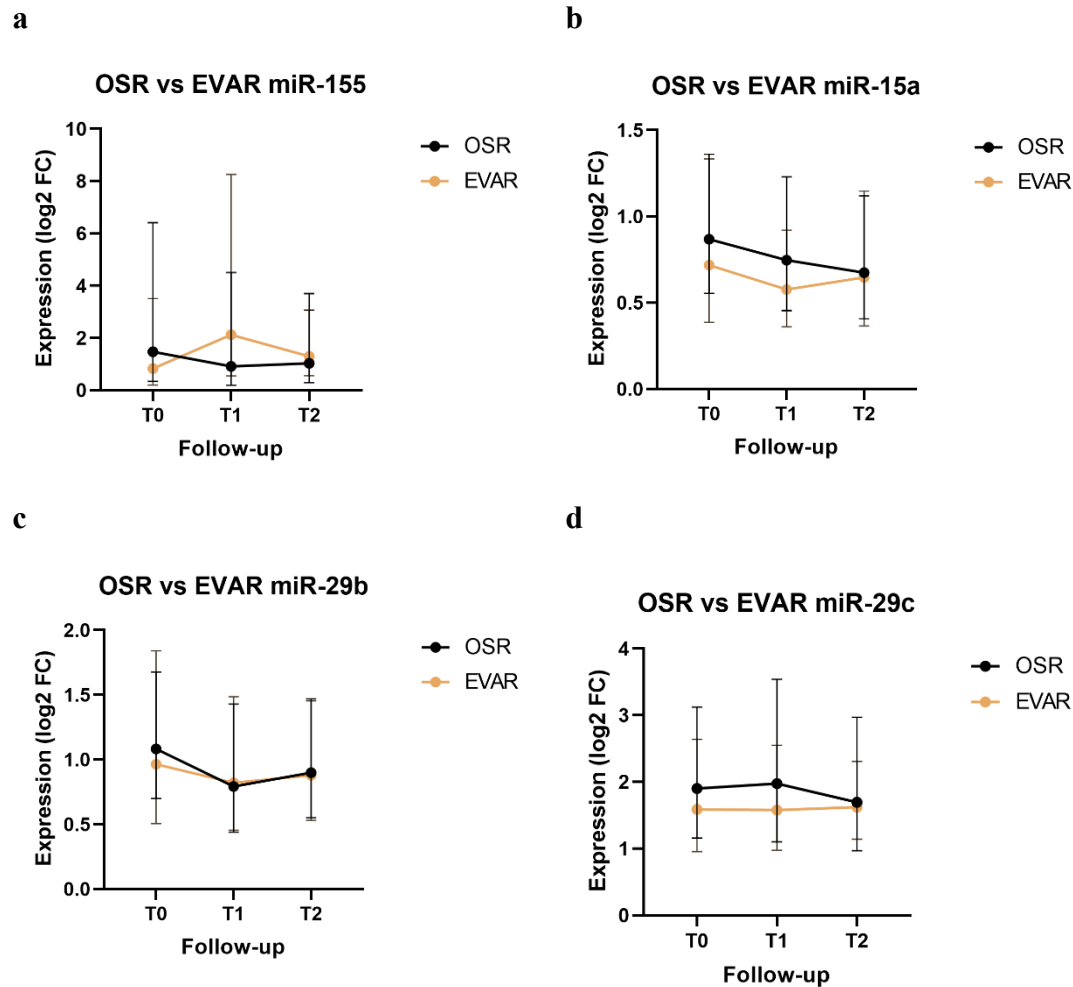 a
OSR vs EVAR miR-155
Expression (log2 FC)
10
8
6
4
2
0
T0 T1 T2
Follow-up
OSR
EVAR
b
OSR vs EVAR miR-15a
Expression (log2 FC)
1.5
1.0
0.5
0.0
T0 T1 T2
Follow-up
OSR
EVAR
c
OSR vs EVAR miR-29b
Expression (log2 FC)
2.0
1.5
1.0
0.5
0.0
T0 T1 T2
Follow-up
OSR
EVAR
d
OSR vs EVAR miR-29c
Expression (log2 FC)
4
3
2
1
0
T0 T1 T2
Follow-up
OSR
EVAR